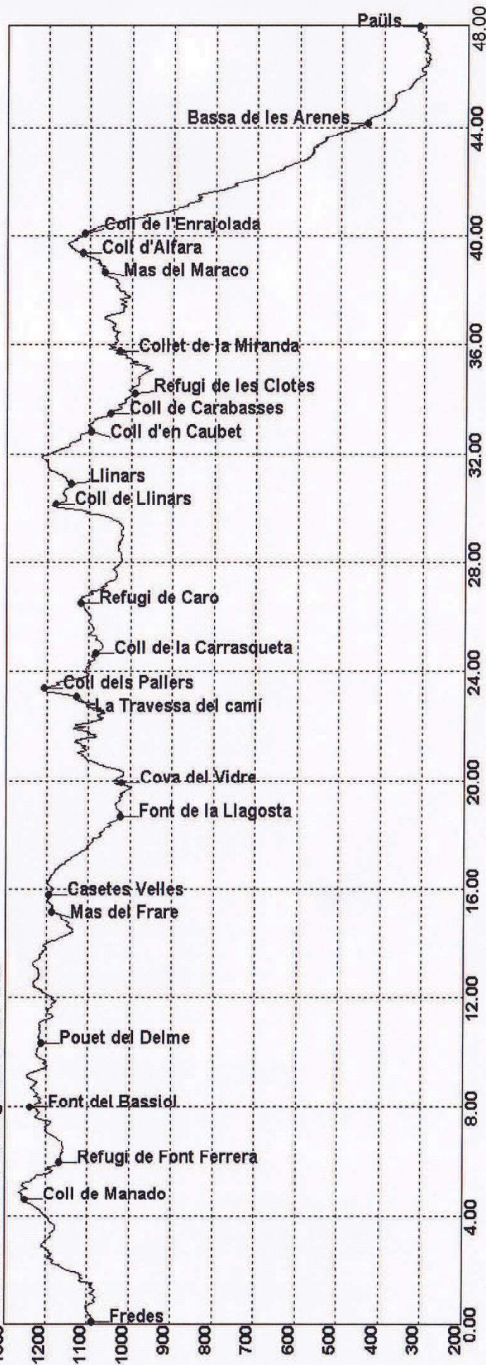 Paüls
Bassa de les Arenes
Coll de l'Enrajolada
Coll d'Alfara
Mas del Maraco
Collet de la Miranda
Refugi de les Clotes
Coll de Carabasses
Coll d'en Caubet
Llinars
Coll de Llinars
Refugi de Caro
Coll de la Carrasqueta
Coll dels Pallers
La Travessa del camí
Cova del Vidre
Font de la Llagosta
Casetes Velles
Mas del Frare
Pouet del Delme
Font del Bassiol
Refugi de Font Ferrera
Coll de Manado
Fredes
48.00
44.00
40.00
36.00
32.00
28.00
24.00
20.00
16.00
12.00
8.00
4.00
0.00
1200
1100
1000
900
800
700
600
500
400
300
200